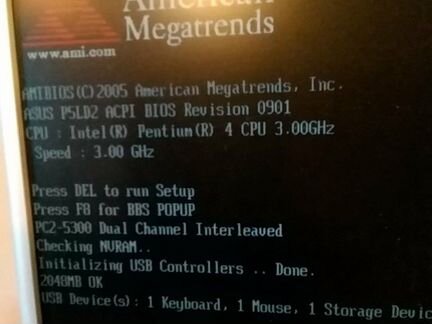 American
Megatrends
www.ami.com
AMIBIOS(C)2005 American Megatrends, Inc.
ASUS P5LD2 ACPI BIOS Revision 0901
CPU : Intel(R) Pentium(R) 4 CPU 3.00GHz
Speed : 3.00 GHz
Press DEL to run Setup
Press F8 for BBS POPUP
PC2-5300 Dual Channel Interleaved
Checking NVRAM..
Initializing USB Controllers .. Done.
2048MB OK
USB Device(s): 1 Keyboard, 1 Mouse, 1 Storage Devic